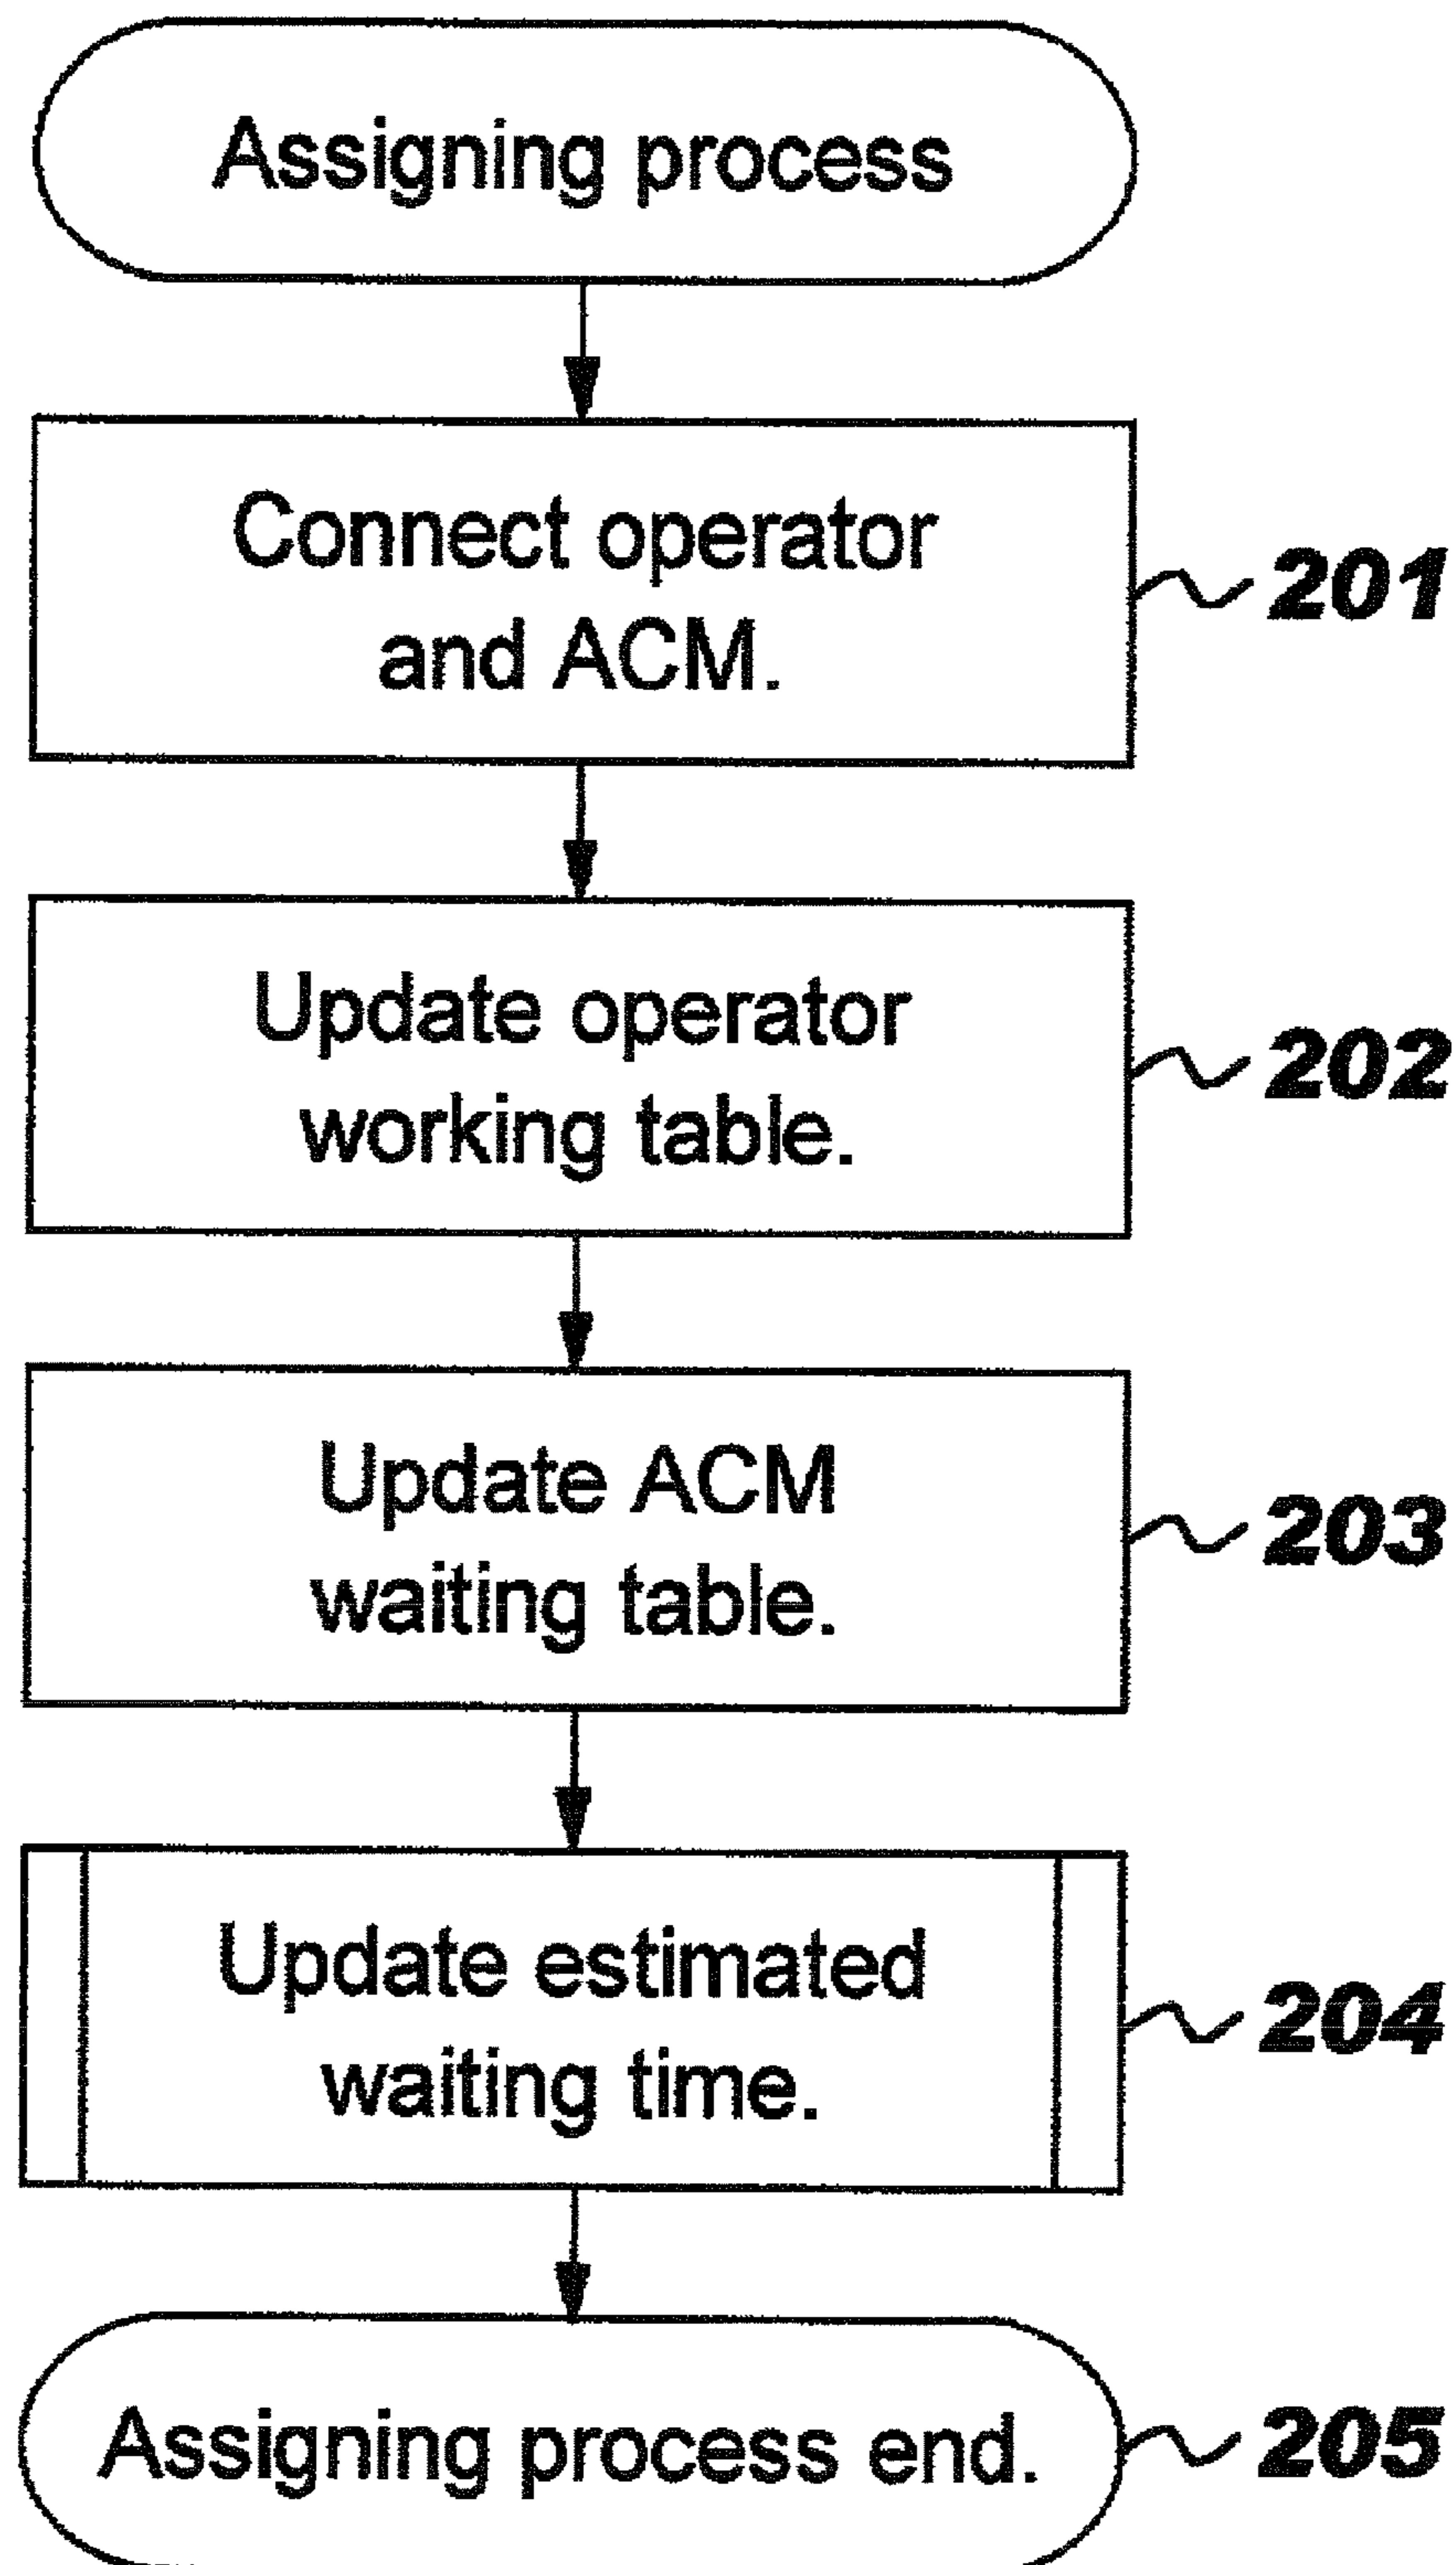 Assigning process
Connect operator
and ACM.
201
Update operator
working table.
202
Update ACM
waiting table.
203
Update estimated
waiting time.
204
Assigning process end.
205